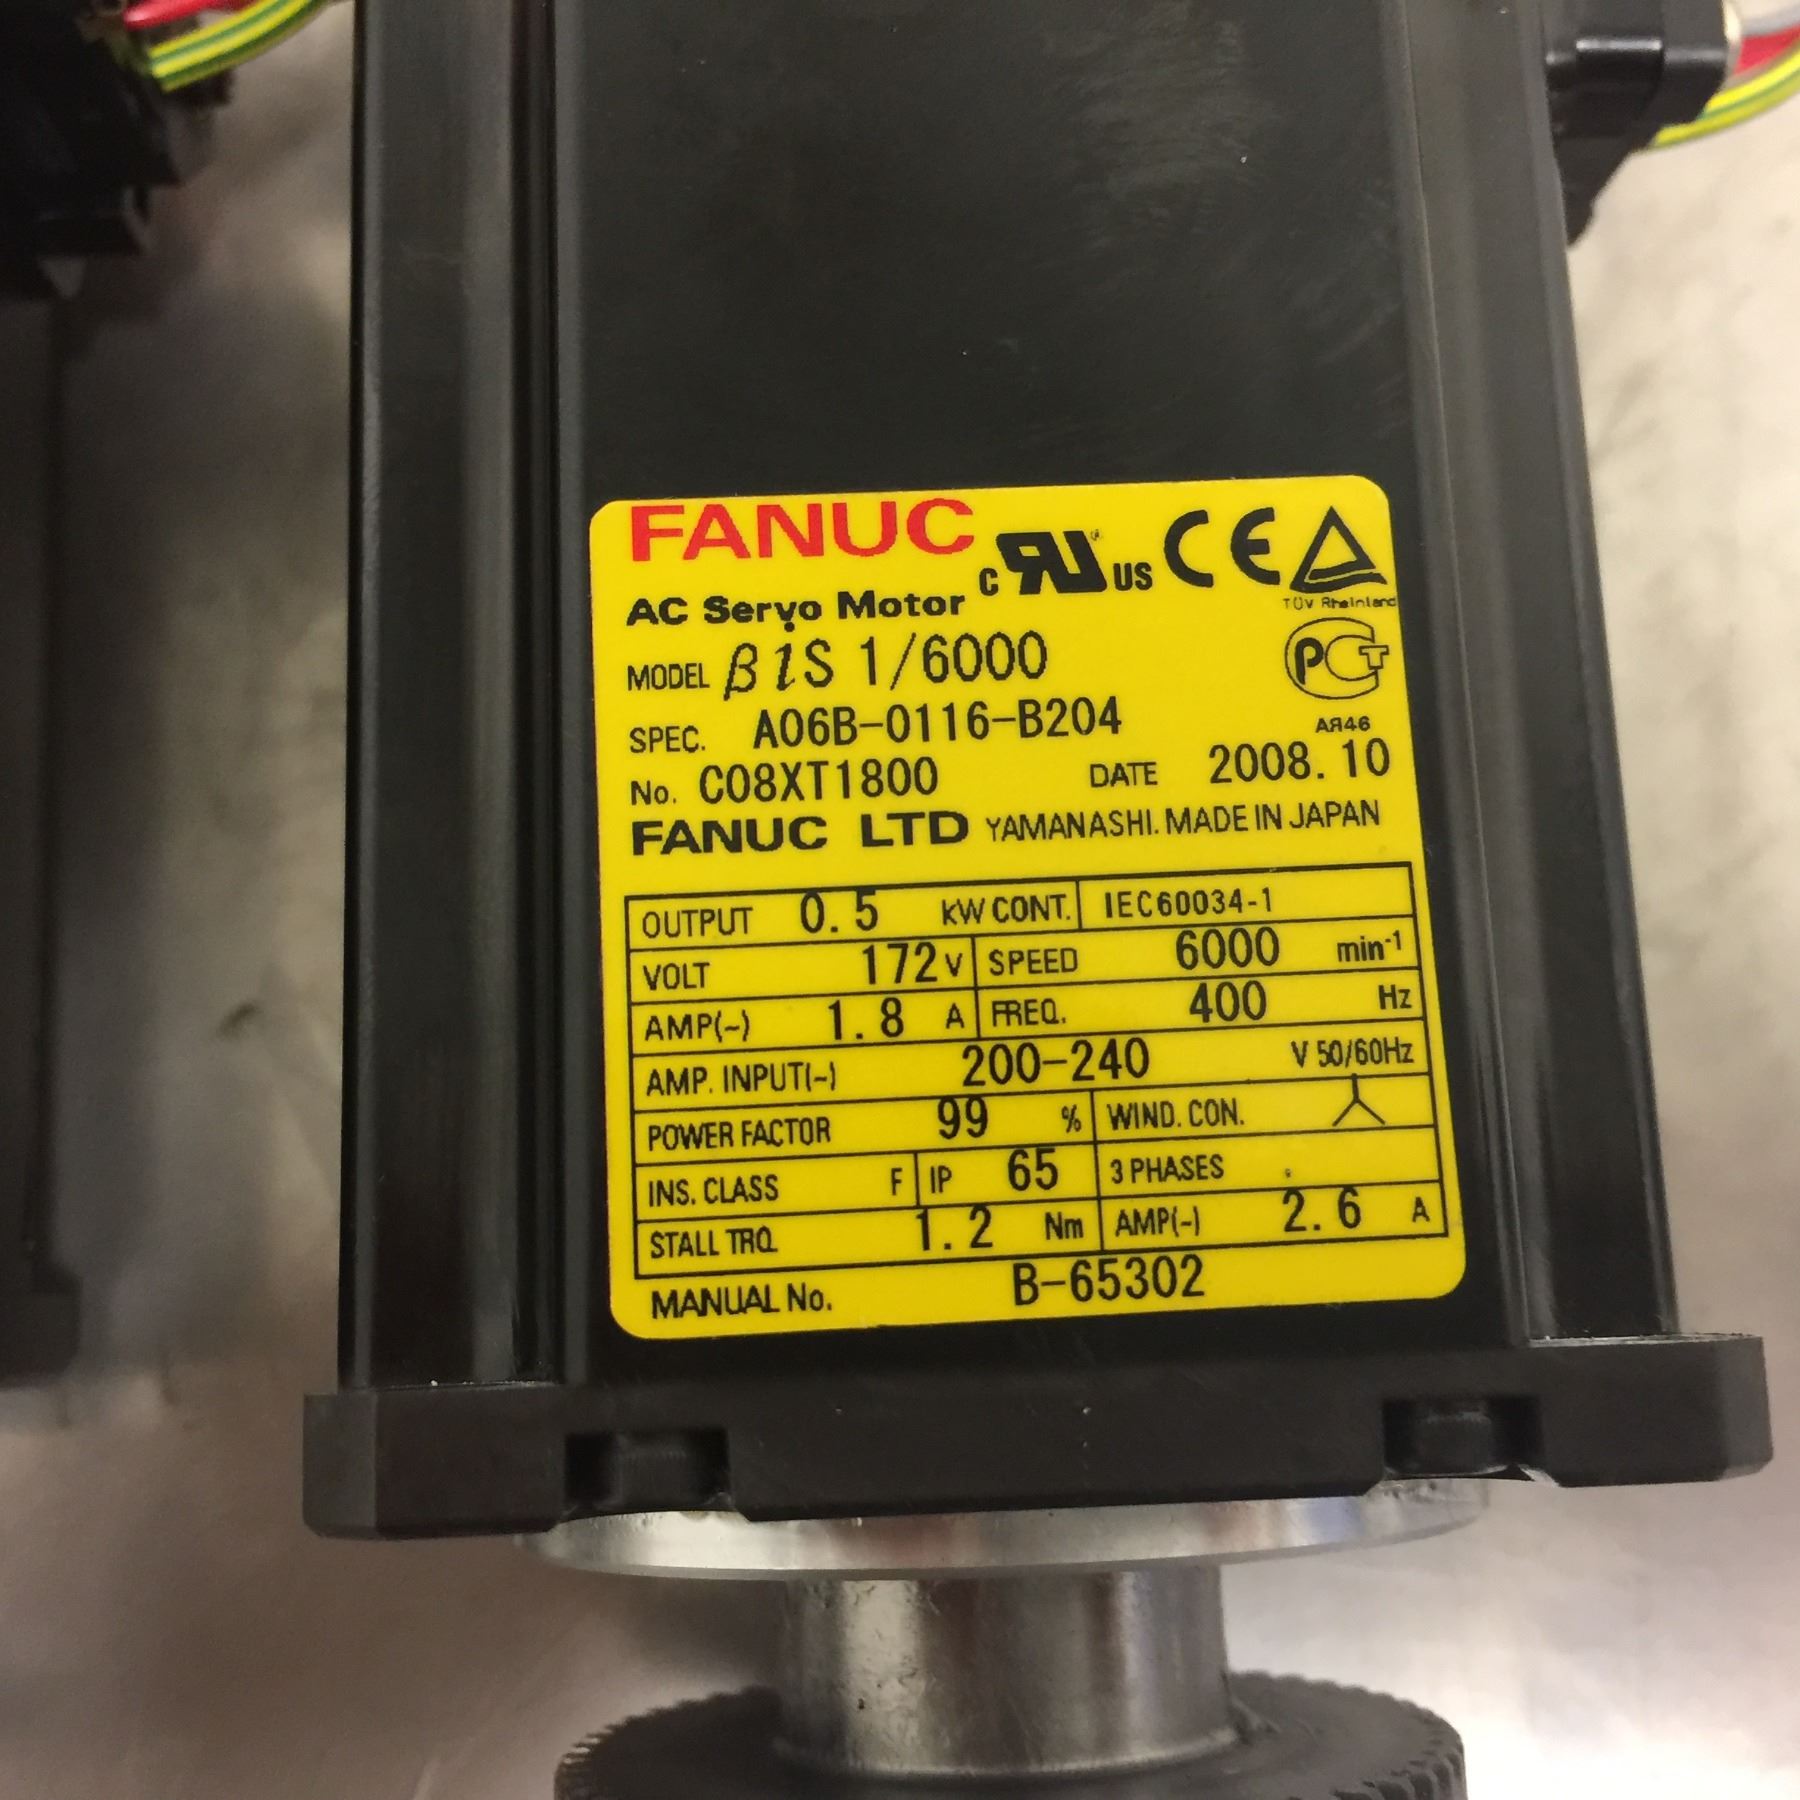 FANUC
C RU US CE
TÜV Rheinland
AC Servo Motor
MODEL βiS 1/6000
PCT
SPEC. A06B-0116-B204
AЯ46
No. C08XT1800 DATE 2008.10
FANUC LTD YAMANASHI. MADE IN JAPAN
OUTPUT 0.5 kW CONT. IEC60034-1
VOLT 172 V SPEED 6000 min-1
AMP(~) 1.8 A FREQ. 400 Hz
AMP. INPUT(~) 200-240 V 50/60Hz
POWER FACTOR 99 % WIND. CON.
INS. CLASS F IP 65 3 PHASES
STALL TRQ. 1.2 Nm AMP(~) 2.6 A
MANUAL No. B-65302